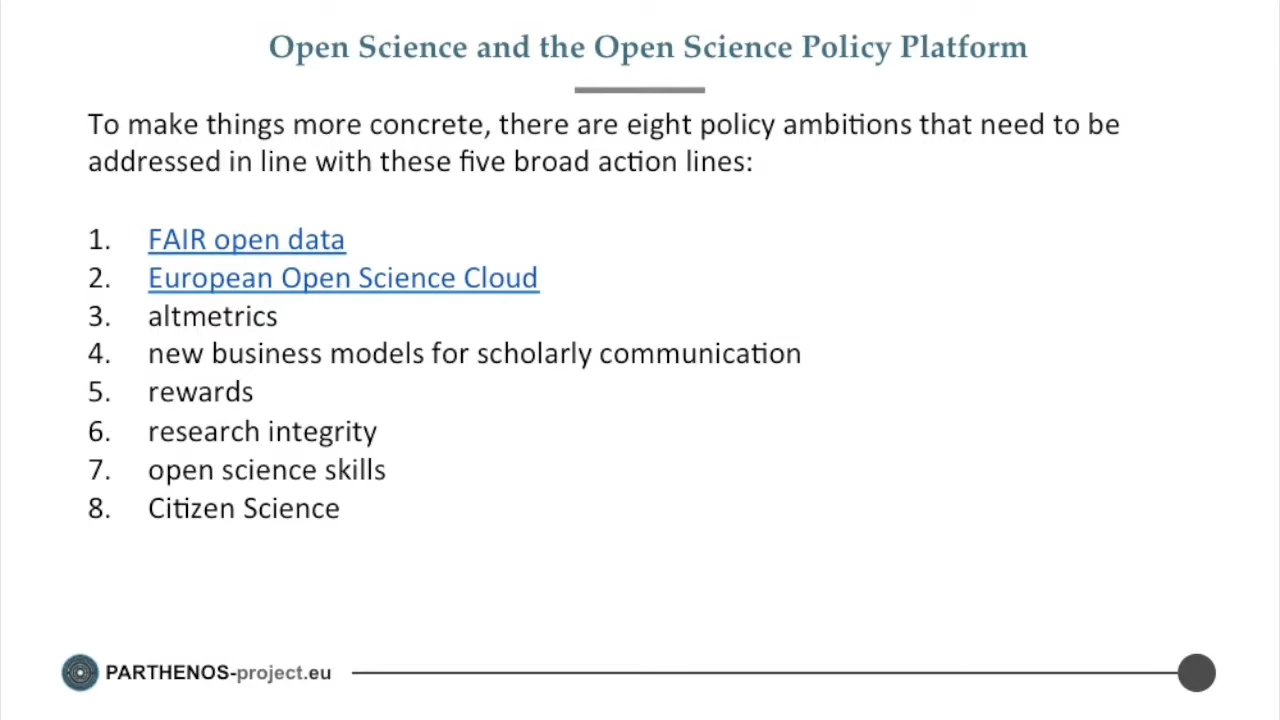 Open Science and the Open Science Policy Platform
To make things more concrete, there are eight policy ambitions that need to be
addressed in line with these five broad action lines:
1. FAIR open data
2. European Open Science Cloud
3. altmetrics
4. new business models for scholarly communication
5. rewards
6. research integrity
7. open science skills
8. Citizen Science
PARTHENOS-project.eu